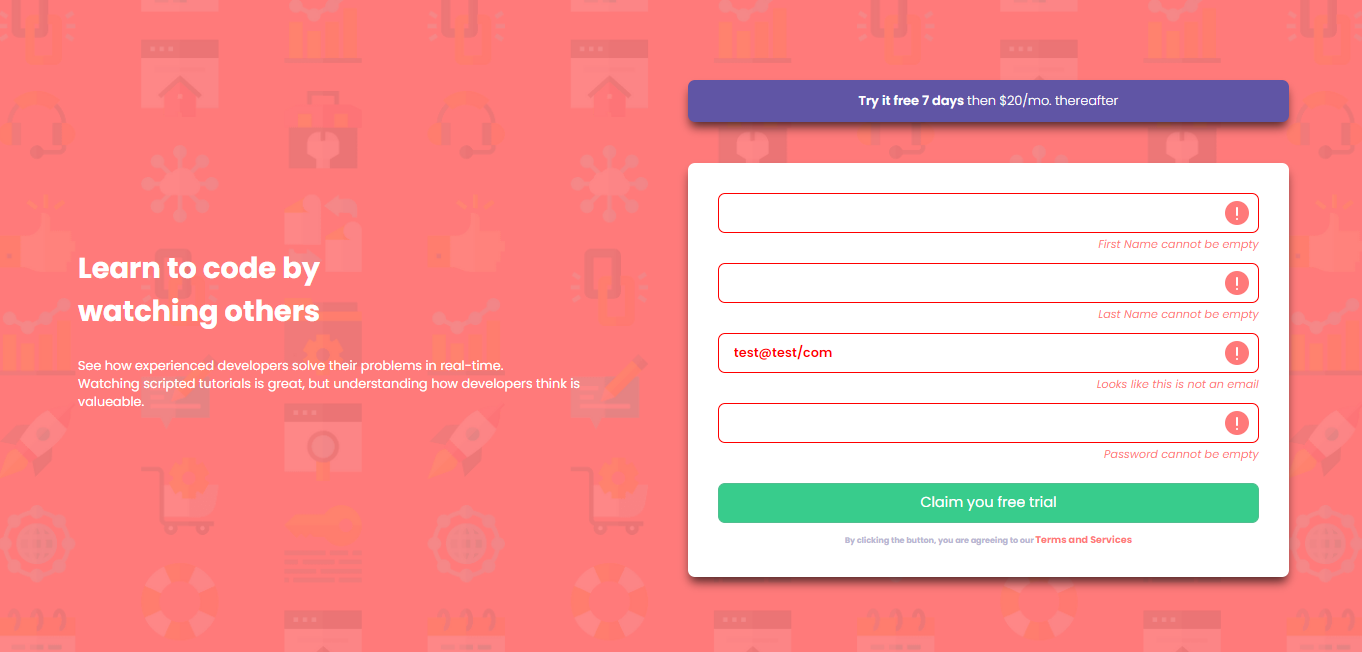 Try it free 7 days then $20/mo. thereafter
Learn to code by
watching others
See how experienced developers solve their problems in real-time.
Watching scripted tutorials is great, but understanding how developers think is
valueable.
First Name cannot be empty
Last Name cannot be empty
test@test/com
Looks like this is not an email
Password cannot be empty
Claim you free trial
By clicking the button, you are agreeing to our Terms and Services